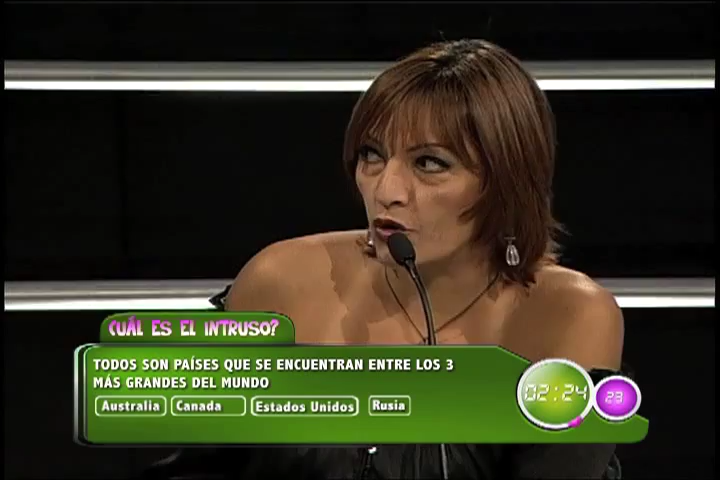 ¿CUÁL ES EL INTRUSO?
TODOS SON PAÍSES QUE SE ENCUENTRAN ENTRE LOS 3
MÁS GRANDES DEL MUNDO
Australia Canada Estados Unidos Rusia
02:24 23